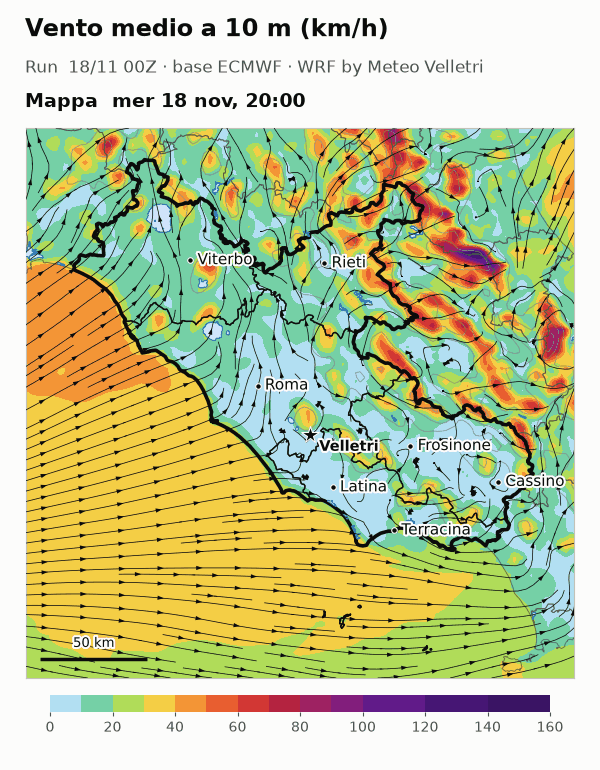 Vento medio a 10 m (km/h)
Run  18/11 00Z · base ECMWF · WRF by Meteo Velletri
Mappa  mer 18 nov, 20:00
Viterbo
Rieti
Roma
Velletri
Frosinone
Cassino
Latina
Terracina
50 km
0 20 40 60 80 100 120 140 160